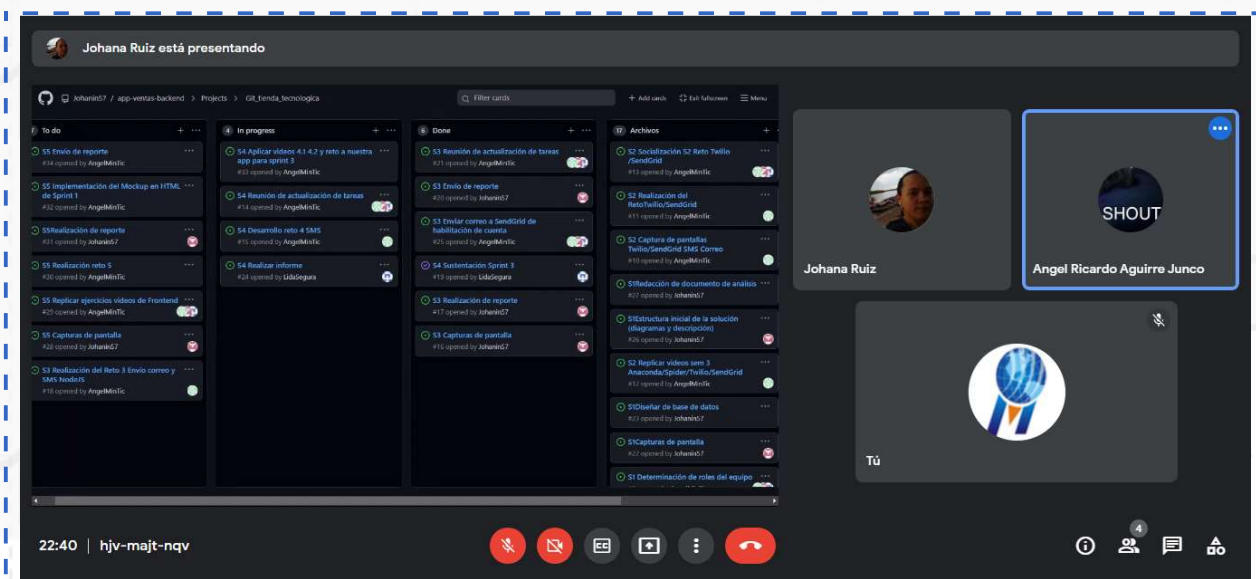 Johana Ruiz está presentando
Johanin57 / app-ventas-backend > Projects > Git_tienda_tecnologica
Filter cards
+ Add cards
Exit fullscreen
Menu
To do
S5 Envio de reporte
#34 opened by AngelMinTic
S5 Implementación del Mockup en HTML
de Sprint 1
#32 opened by AngelMinTic
S5Realización de reporte
#31 opened by Johanin57
S5 Realización reto 5
#30 opened by AngelMinTic
S5 Replicar ejercicios videos de Frontend
#29 opened by AngelMinTic
S5 Capturas de pantalla
#28 opened by Johanin57
S3 Realización del Reto 3 Envío correo y
SMS NodeJS
#18 opened by AngelMinTic
4 In progress
S4 Aplicar videos 4.1 4.2 y reto a nuestra
app para sprint 3
#33 opened by AngelMinTic
S4 Reunión de actualización de tareas
#14 opened by AngelMinTic
S4 Desarrollo reto 4 SMS
#15 opened by AngelMinTic
S4 Realizar informe
#24 opened by LidaSegura
6 Done
S3 Reunión de actualización de tareas
#21 opened by AngelMinTic
S3 Envio de reporte
#20 opened by Johanin57
S3 Enviar correo a SendGrid de
habilitación de cuenta
#25 opened by AngelMinTic
S4 Sustentación Sprint 3
#19 opened by LidaSegura
S3 Realización de reporte
#17 opened by Johanin57
S3 Capturas de pantalla
#16 opened by Johanin57
17 Archivos
S2 Socialización S2 Reto Twilio
/SendGrid
#13 opened by AngelMinTic
S2 Realización del
RetoTwilio/SendGrid
#11 opened by AngelMinTic
S2 Captura de pantallas
Twilio/SendGrid SMS Correo
#10 opened by AngelMinTic
S1Redacción de documento de análisis
#27 opened by Johanin57
S1Estructura inicial de la solución
(diagramas y descripción)
#26 opened by Johanin57
S2 Replicar videos sem 3
Anaconda/Spider/Twilio/SendGrid
#12 opened by AngelMinTic
S1Diseñar de base de datos
#23 opened by Johanin57
S1Capturas de pantalla
#22 opened by Johanin57
S1 Determinación de roles del equipo
Johana Ruiz
SHOUT
Angel Ricardo Aguirre Junco
Tú
22:40 | hjv-majt-nqv
CC
4